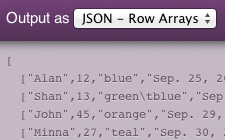 Output as JSON - Row Arrays
[
["Alan",12,"blue","Sep. 25, 20
["Shan",13,"green\tblue","Sep
["John",45,"orange","Sep. 29,
["Minna",27,"teal","Sep. 30, 2